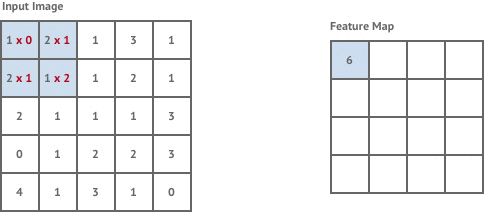 Input Image
1 x 0 2 x 1 1 3 1
2 x 1 1 x 2 1 2 1
2 1 1 1 3
0 1 2 2 3
4 1 3 1 0
Feature Map
6